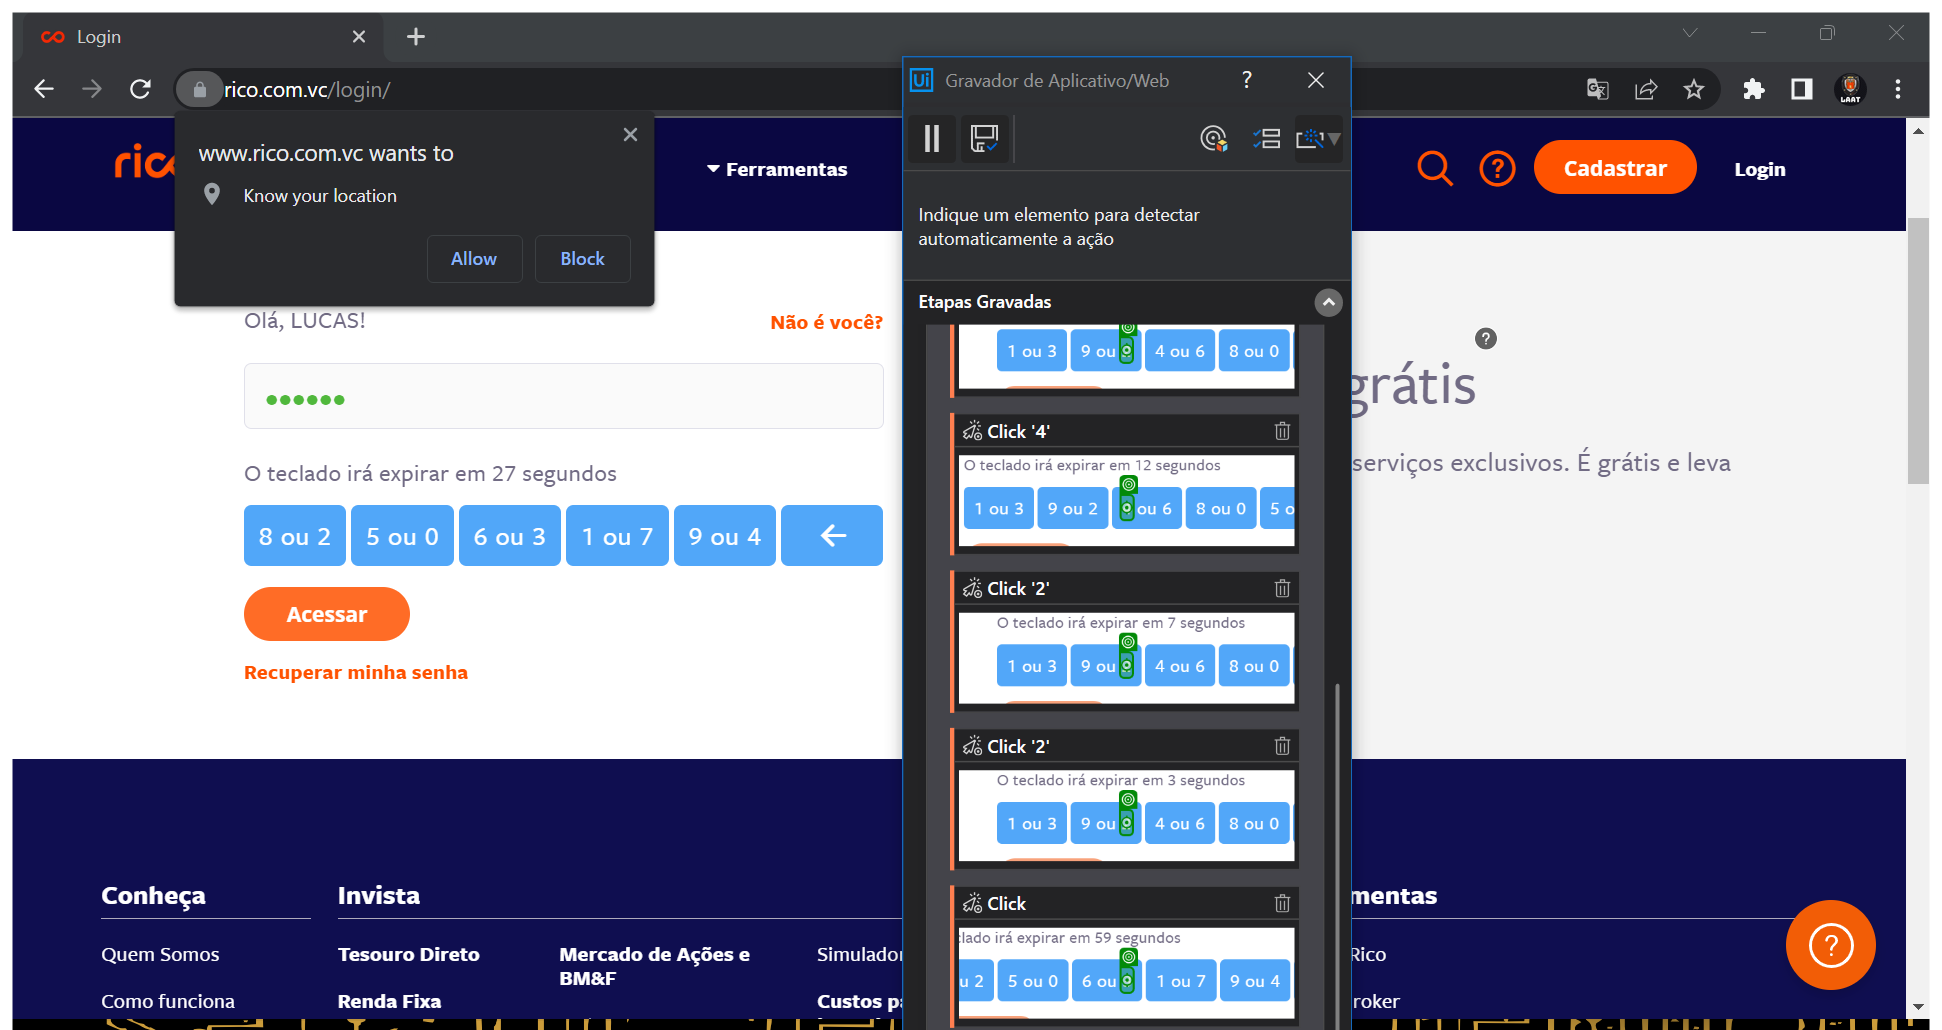 Login
rico.com.vc/login/
www.rico.com.vc wants to
Know your location
Allow
Block
Ferramentas
Cadastrar
Login
Olá, LUCAS!
Não é você?
O teclado irá expirar em 27 segundos
8 ou 2
5 ou 0
6 ou 3
1 ou 7
9 ou 4
Acessar
Recuperar minha senha
Ui
Gravador de Aplicativo/Web
?
Indique um elemento para detectar
automaticamente a ação
Etapas Gravadas
1 ou 3
9 ou
4 ou 6
8 ou 0
Click '4'
O teclado irá expirar em 12 segundos
1 ou 3
9 ou 2
ou 6
8 ou 0
5 o
Click '2'
O teclado irá expirar em 7 segundos
1 ou 3
9 ou
4 ou 6
8 ou 0
Click '2'
O teclado irá expirar em 3 segundos
1 ou 3
9 ou
4 ou 6
8 ou 0
Click
clado irá expirar em 59 segundos
u 2
5 ou 0
6 ou
1 ou 7
9 ou 4
?
grátis
serviços exclusivos. É grátis e leva
Conheça
Quem Somos
Como funciona
Invista
Tesouro Direto
Renda Fixa
Mercado de Ações e
BM&F
Simulador
Custos p
mentas
Rico
roker
?
LAAT